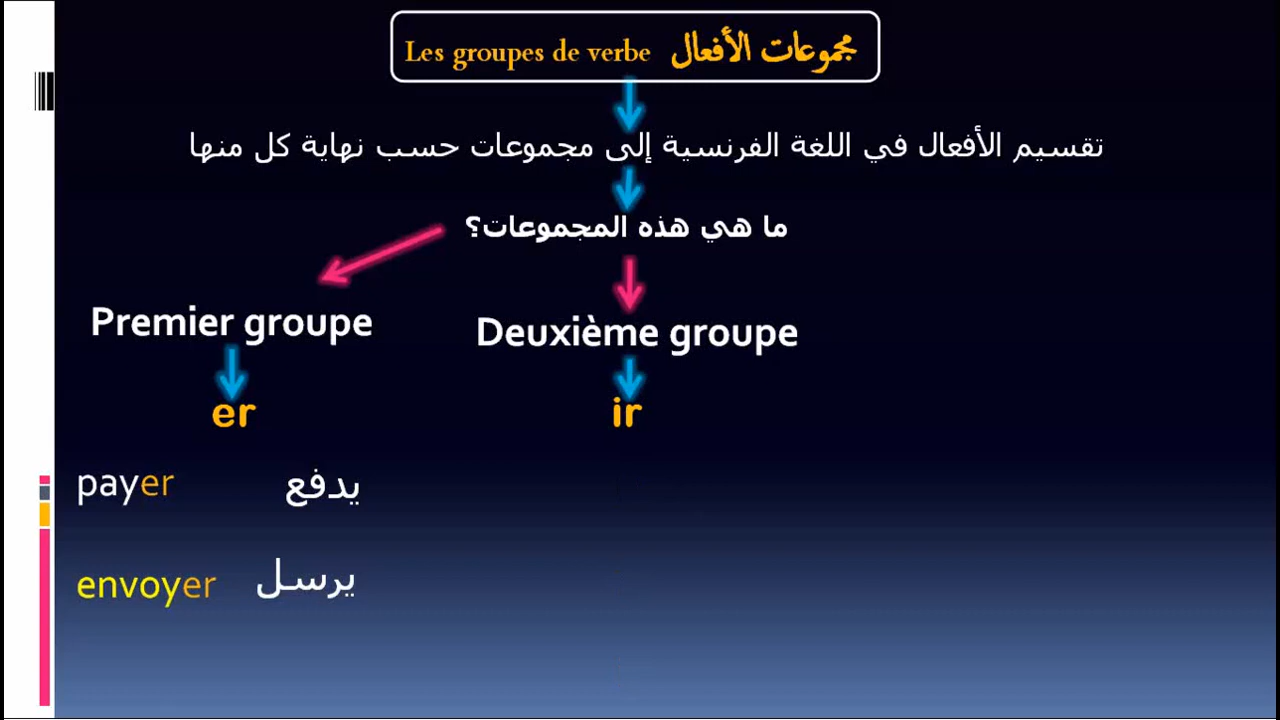 Les groupes de verbe مجموعات الأفعال
تقسيم الأفعال في اللغة الفرنسية إلى مجموعات حسب نهاية كل منها
ما هي هذه المجموعات؟
Premier groupe
Deuxième groupe
er
ir
payer يدفع
envoyer يرسل